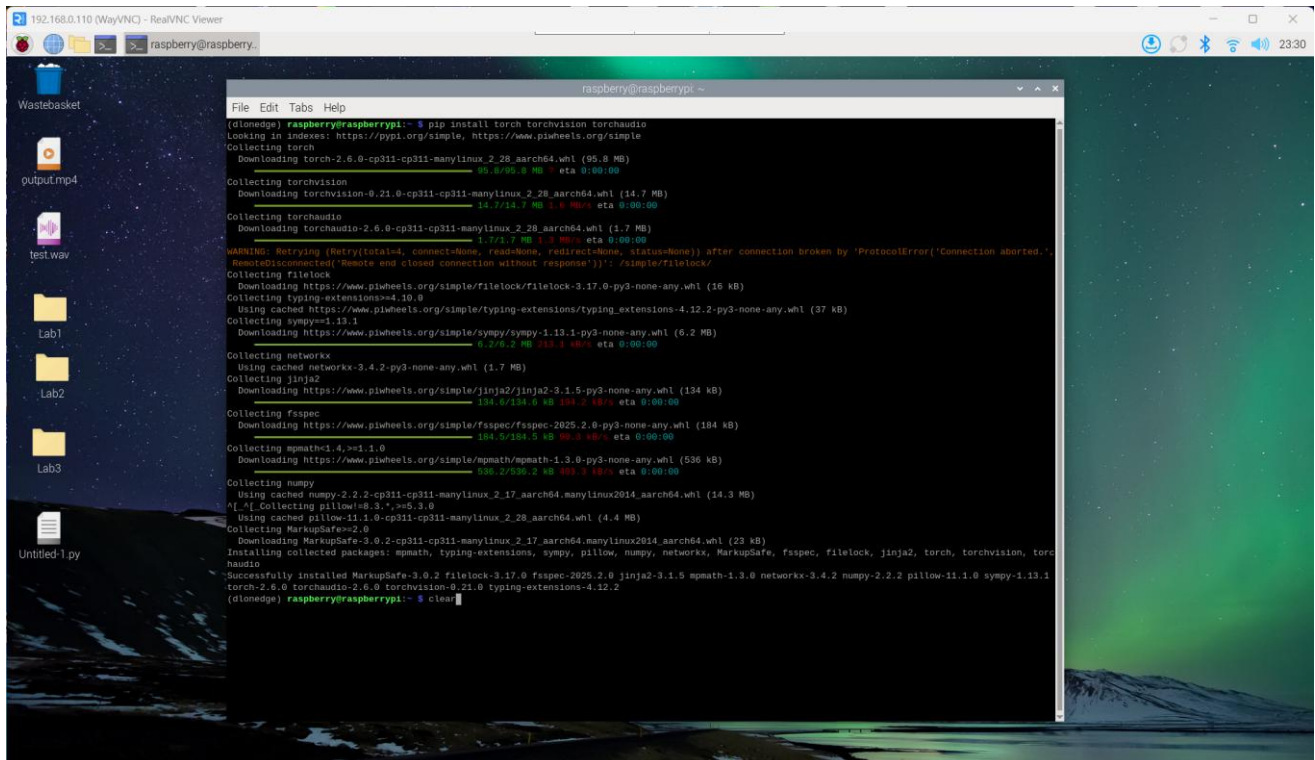 192.168.0.110 (WayVNC) - RealVNC Viewer
raspberry@raspberry..
23:30
Wastebasket
output.mp4
test.wav
Lab1
Lab2
Lab3
Untitled-1.py
raspberry@raspberrypi: ~
File Edit Tabs Help
(dlonedge) raspberry@raspberrypi:~ $ pip install torch torchvision torchaudio
Looking in indexes: https://pypi.org/simple, https://www.piwheels.org/simple
Collecting torch
Downloading torch-2.6.0-cp311-cp311-manylinux_2_28_aarch64.whl (95.8 MB)
95.8/95.8 MB ? eta 0:00:00
Collecting torchvision
Downloading torchvision-0.21.0-cp311-cp311-manylinux_2_28_aarch64.whl (14.7 MB)
14.7/14.7 MB 1.6 MB/s eta 0:00:00
Collecting torchaudio
Downloading torchaudio-2.6.0-cp311-cp311-manylinux_2_28_aarch64.whl (1.7 MB)
1.7/1.7 MB 1.3 MB/s eta 0:00:00
WARNING: Retrying (Retry(total=4, connect=None, read=None, redirect=None, status=None)) after connection broken by 'ProtocolError('Connection aborted.',
RemoteDisconnected('Remote end closed connection without response'))': /simple/filelock/
Collecting filelock
Downloading https://www.piwheels.org/simple/filelock/filelock-3.17.0-py3-none-any.whl (16 kB)
Collecting typing-extensions>=4.10.0
Using cached https://www.piwheels.org/simple/typing-extensions/typing_extensions-4.12.2-py3-none-any.whl (37 kB)
Collecting sympy==1.13.1
Downloading https://www.piwheels.org/simple/sympy/sympy-1.13.1-py3-none-any.whl (6.2 MB)
6.2/6.2 MB 213.1 kB/s eta 0:00:00
Collecting networkx
Using cached networkx-3.4.2-py3-none-any.whl (1.7 MB)
Collecting jinja2
Downloading https://www.piwheels.org/simple/jinja2/jinja2-3.1.5-py3-none-any.whl (134 kB)
134.6/134.6 kB 194.2 kB/s eta 0:00:00
Collecting fsspec
Downloading https://www.piwheels.org/simple/fsspec/fsspec-2025.2.0-py3-none-any.whl (184 kB)
184.5/184.5 kB 90.3 kB/s eta 0:00:00
Collecting mpmath<1.4,>=1.1.0
Downloading https://www.piwheels.org/simple/mpmath/mpmath-1.3.0-py3-none-any.whl (536 kB)
536.2/536.2 kB 403.3 kB/s eta 0:00:00
Collecting numpy
Using cached numpy-2.2.2-cp311-cp311-manylinux_2_17_aarch64.manylinux2014_aarch64.whl (14.3 MB)
^[_^[_Collecting pillow!=8.3.*,>=5.3.0
Using cached pillow-11.1.0-cp311-cp311-manylinux_2_28_aarch64.whl (4.4 MB)
Collecting MarkupSafe>=2.0
Downloading MarkupSafe-3.0.2-cp311-cp311-manylinux_2_17_aarch64.manylinux2014_aarch64.whl (23 kB)
Installing collected packages: mpmath, typing-extensions, sympy, pillow, numpy, networkx, MarkupSafe, fsspec, filelock, jinja2, torch, torchvision, torc
haudio
Successfully installed MarkupSafe-3.0.2 filelock-3.17.0 fsspec-2025.2.0 jinja2-3.1.5 mpmath-1.3.0 networkx-3.4.2 numpy-2.2.2 pillow-11.1.0 sympy-1.13.1
torch-2.6.0 torchaudio-2.6.0 torchvision-0.21.0 typing-extensions-4.12.2
(dlonedge) raspberry@raspberrypi:~ $ clear